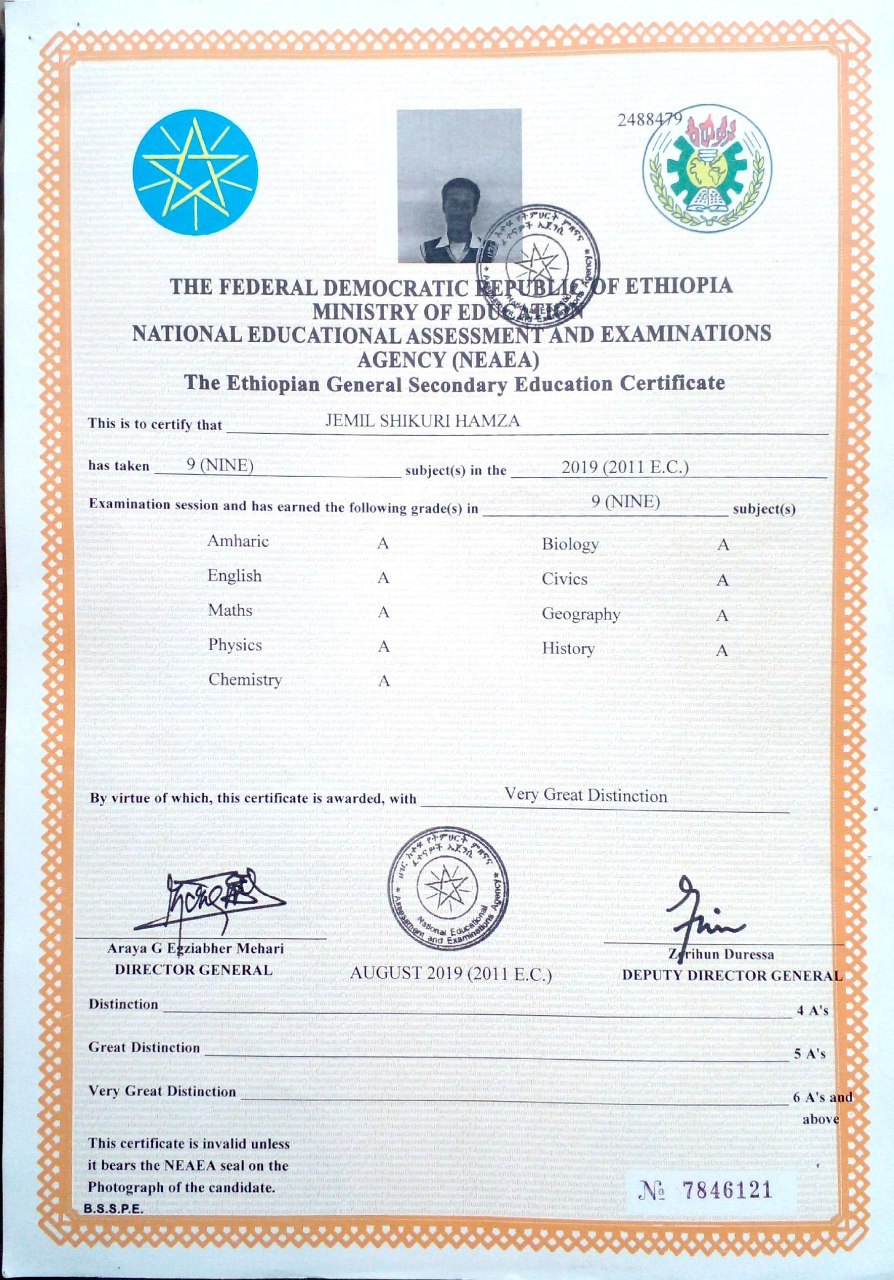 2488479
THE FEDERAL DEMOCRATIC REPUBLIC OF ETHIOPIA
MINISTRY OF EDUCATION
NATIONAL EDUCATIONAL ASSESSMENT AND EXAMINATIONS
AGENCY (NEAEA)
The Ethiopian General Secondary Education Certificate
This is to certify that JEMIL SHIKURI HAMZA
has taken 9 (NINE) subject(s) in the 2019 (2011 E.C.)
Examination session and has earned the following grade(s) in 9 (NINE) subject(s)
Amharic A Biology A
English A Civics A
Maths A Geography A
Physics A History A
Chemistry A
By virtue of which, this certificate is awarded, with Very Great Distinction
National Educational
Assessment and Examinations Agency
Araya G Egziabher Mehari Zerihun Duressa
DIRECTOR GENERAL AUGUST 2019 (2011 E.C.) DEPUTY DIRECTOR GENERAL
Distinction 4 A's
Great Distinction 5 A's
Very Great Distinction 6 A's and
above
This certificate is invalid unless
it bears the NEAEA seal on the
Photograph of the candidate.
№ 7846121
B.S.S.P.E.